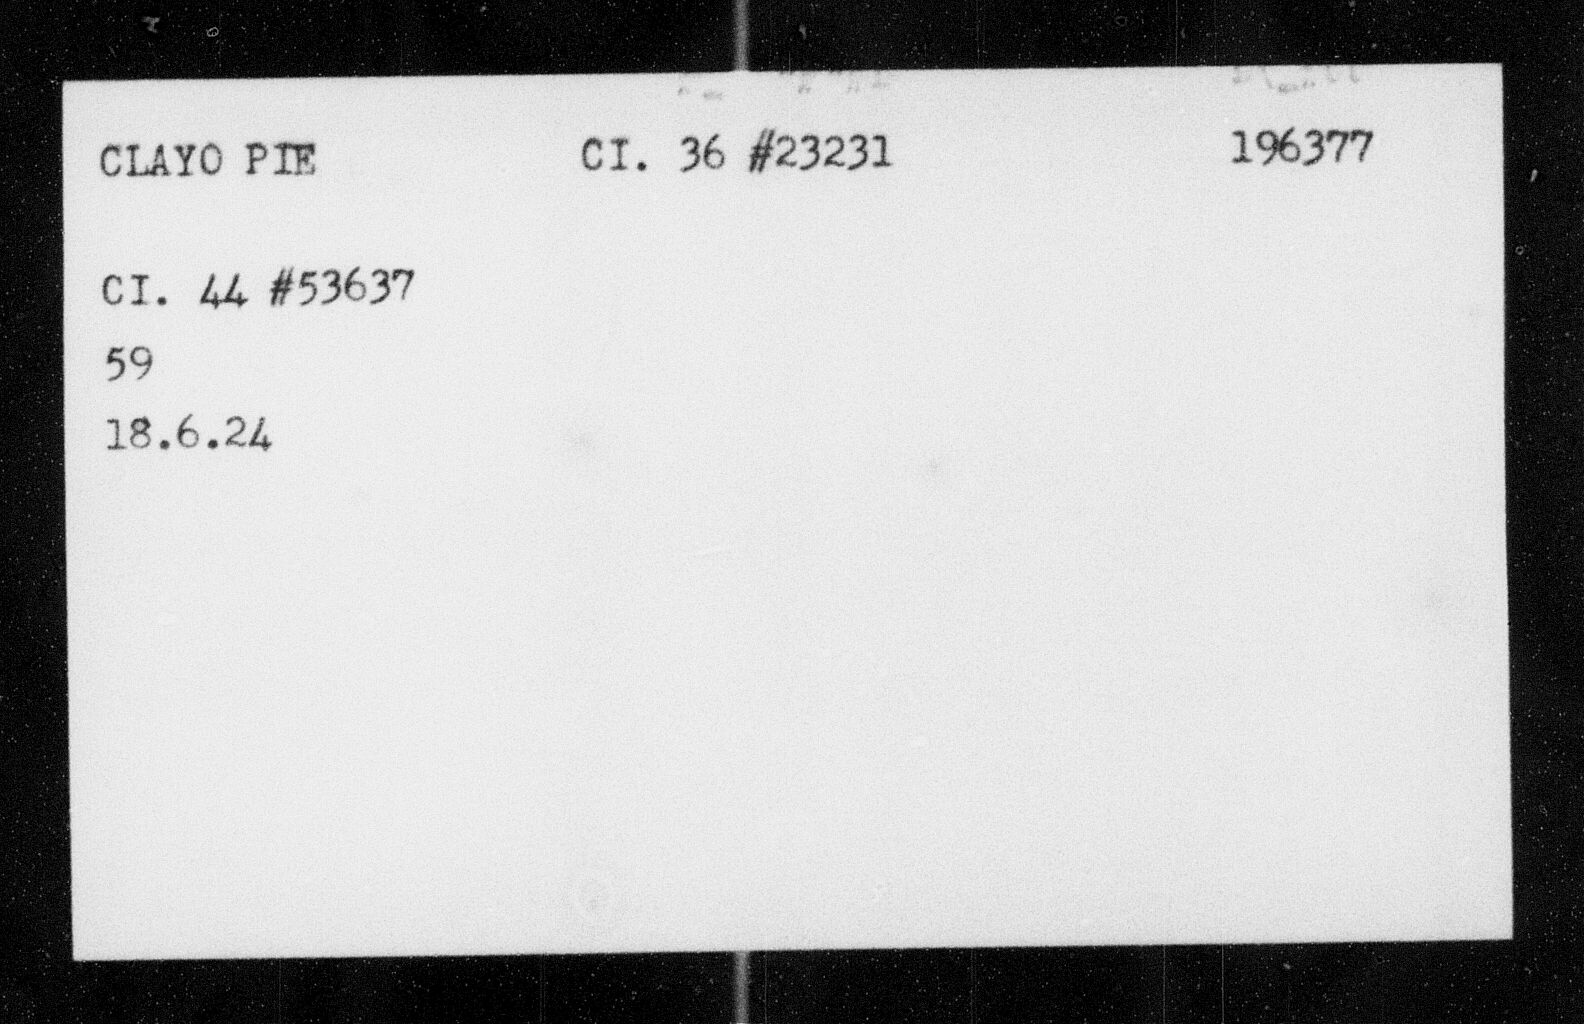 CLAYO PIE CI. 36 #23231 196377
CI. 44 #53637
59
18.6.24